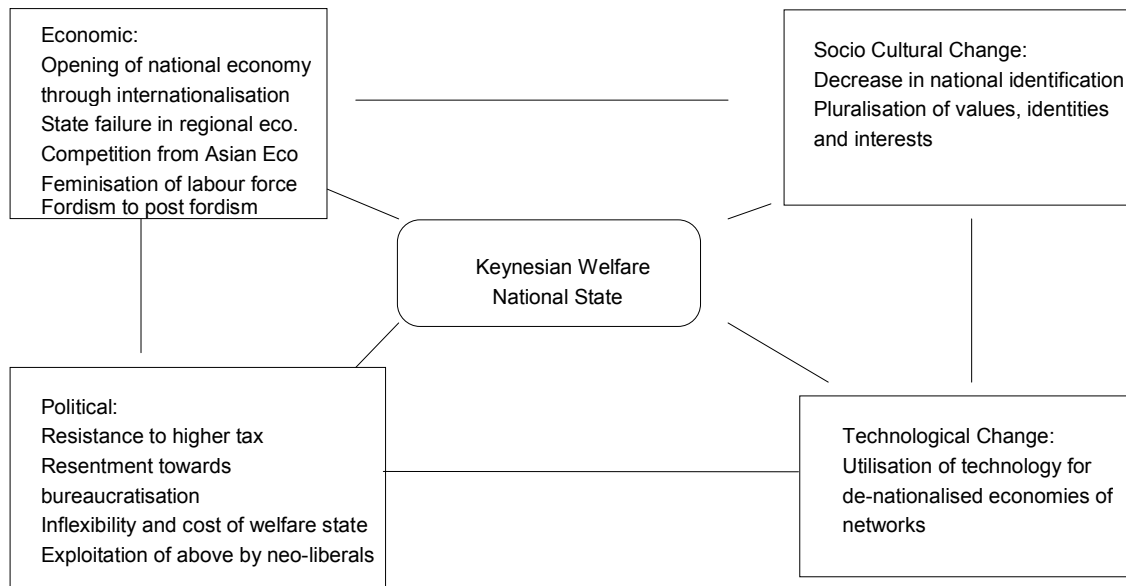 Economic:
Opening of national economy
through internationalisation
State failure in regional eco.
Competition from Asian Eco
Feminisation of labour force
Fordism to post fordism
Socio Cultural Change:
Decrease in national identification
Pluralisation of values, identities
and interests
Keynesian Welfare
National State
Political:
Resistance to higher tax
Resentment towards
bureaucratisation
Inflexibility and cost of welfare state
Exploitation of above by neo-liberals
Technological Change:
Utilisation of technology for
de-nationalised economies of
networks